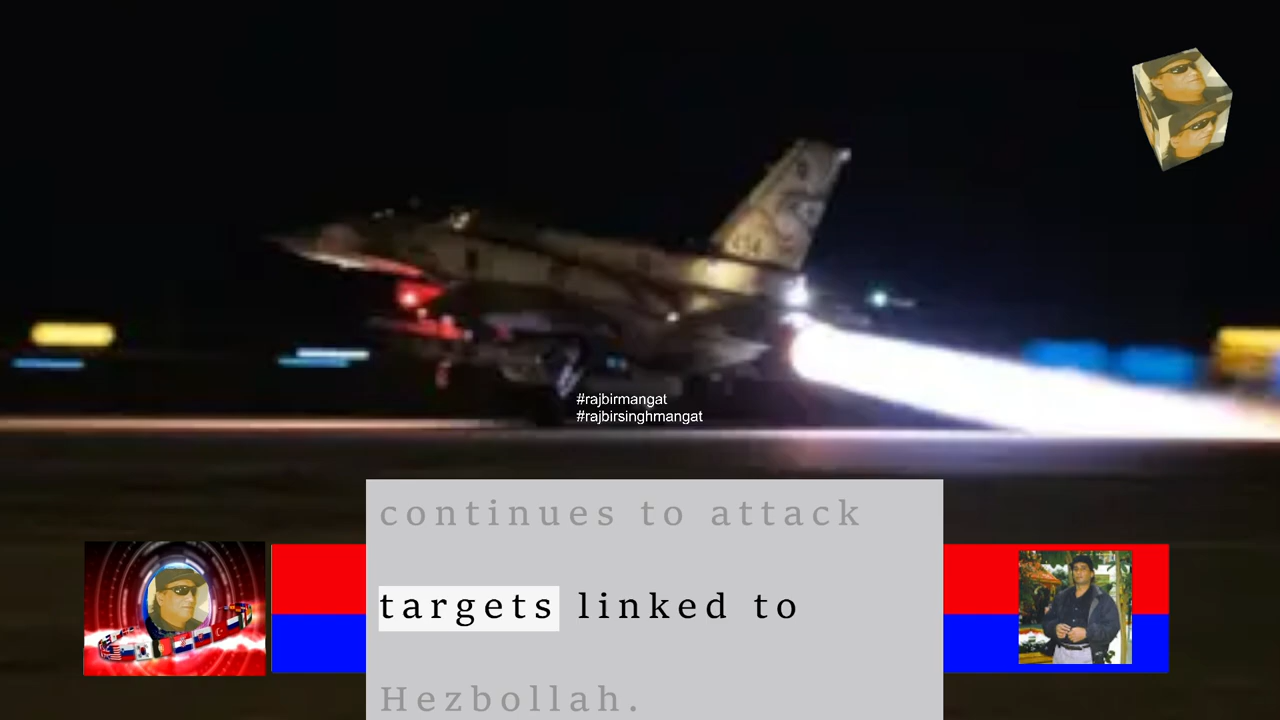 #rajbirmangat
#rajbirsinghmangat
continues to attack
targets linked to
Hezbollah.